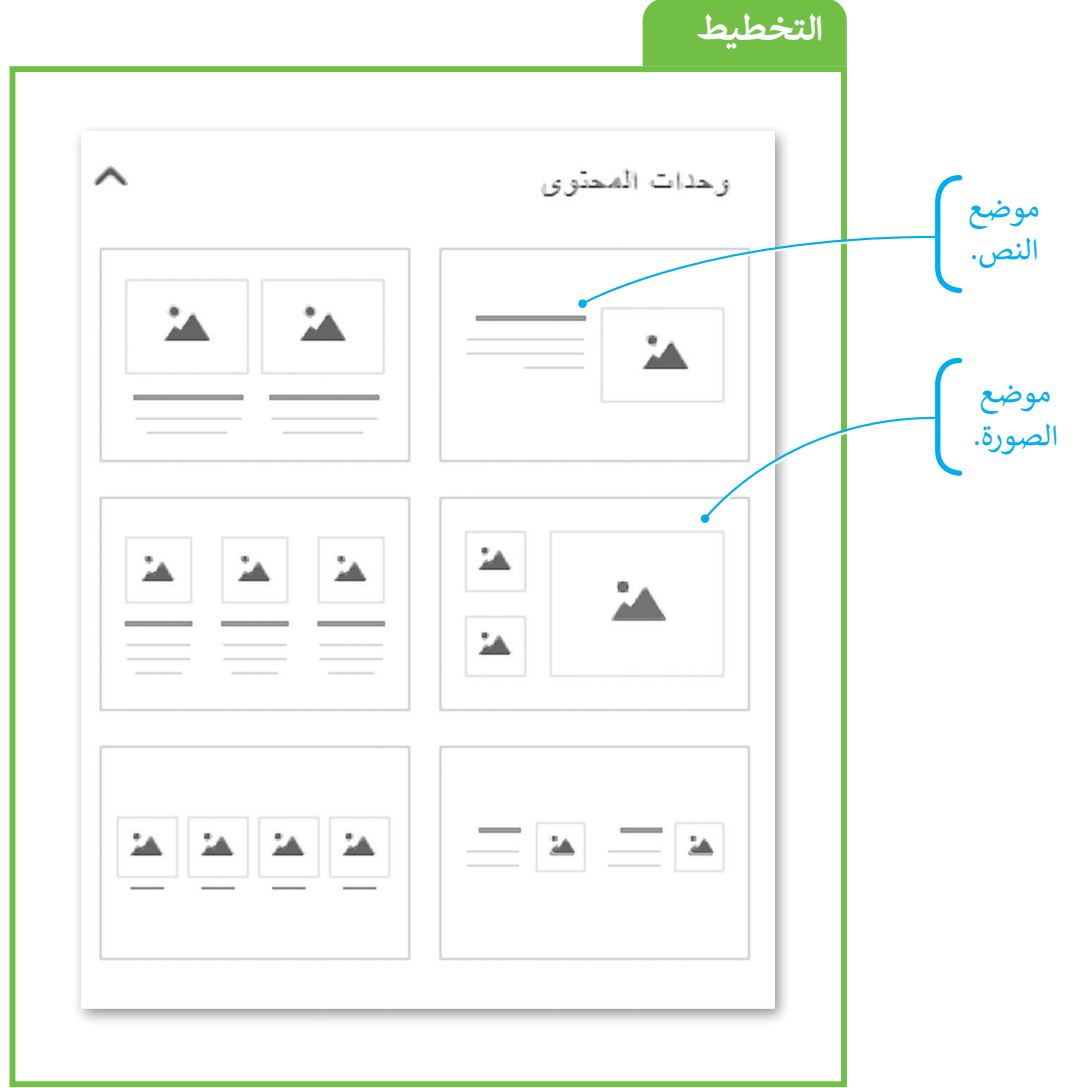 التخطيط
وحدات المحتوى
موضع
النص.
موضع
الصورة.